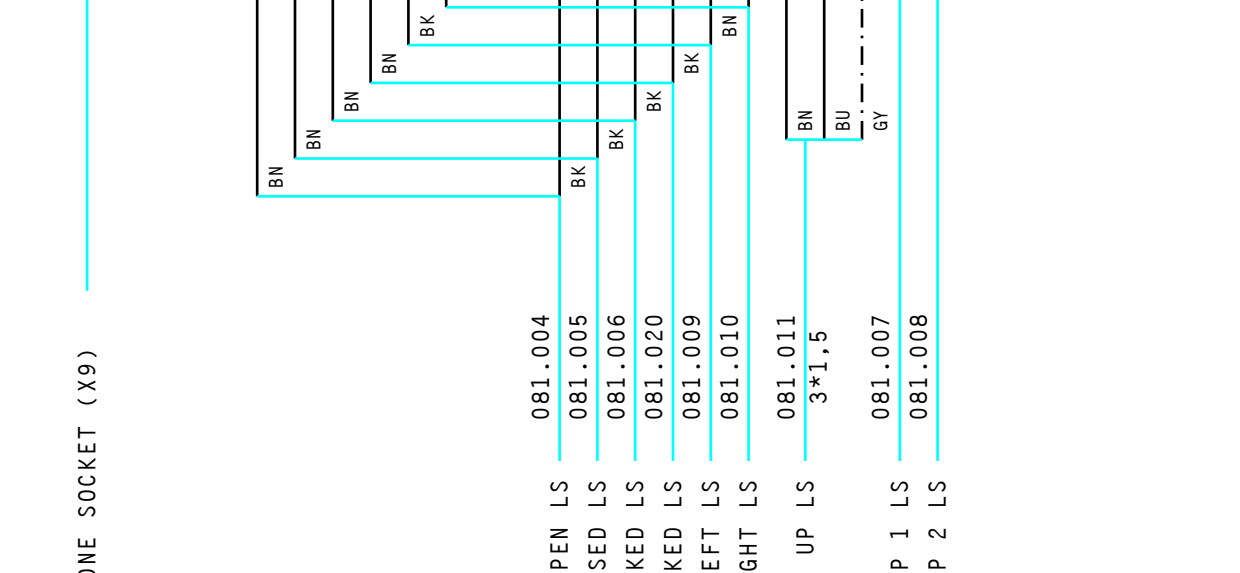 BK
BN
BN
BK
BN
BK
BN
BK
BN
BK
BN
BU
GY
081.004
081.005
081.006
081.020
081.009
081.010
081.011
3*1,5
081.007
081.008
ONE SOCKET (X9)
PEN LS
SED LS
KED LS
KED LS
EFT LS
GHT LS
UP LS
P 1 LS
P 2 LS